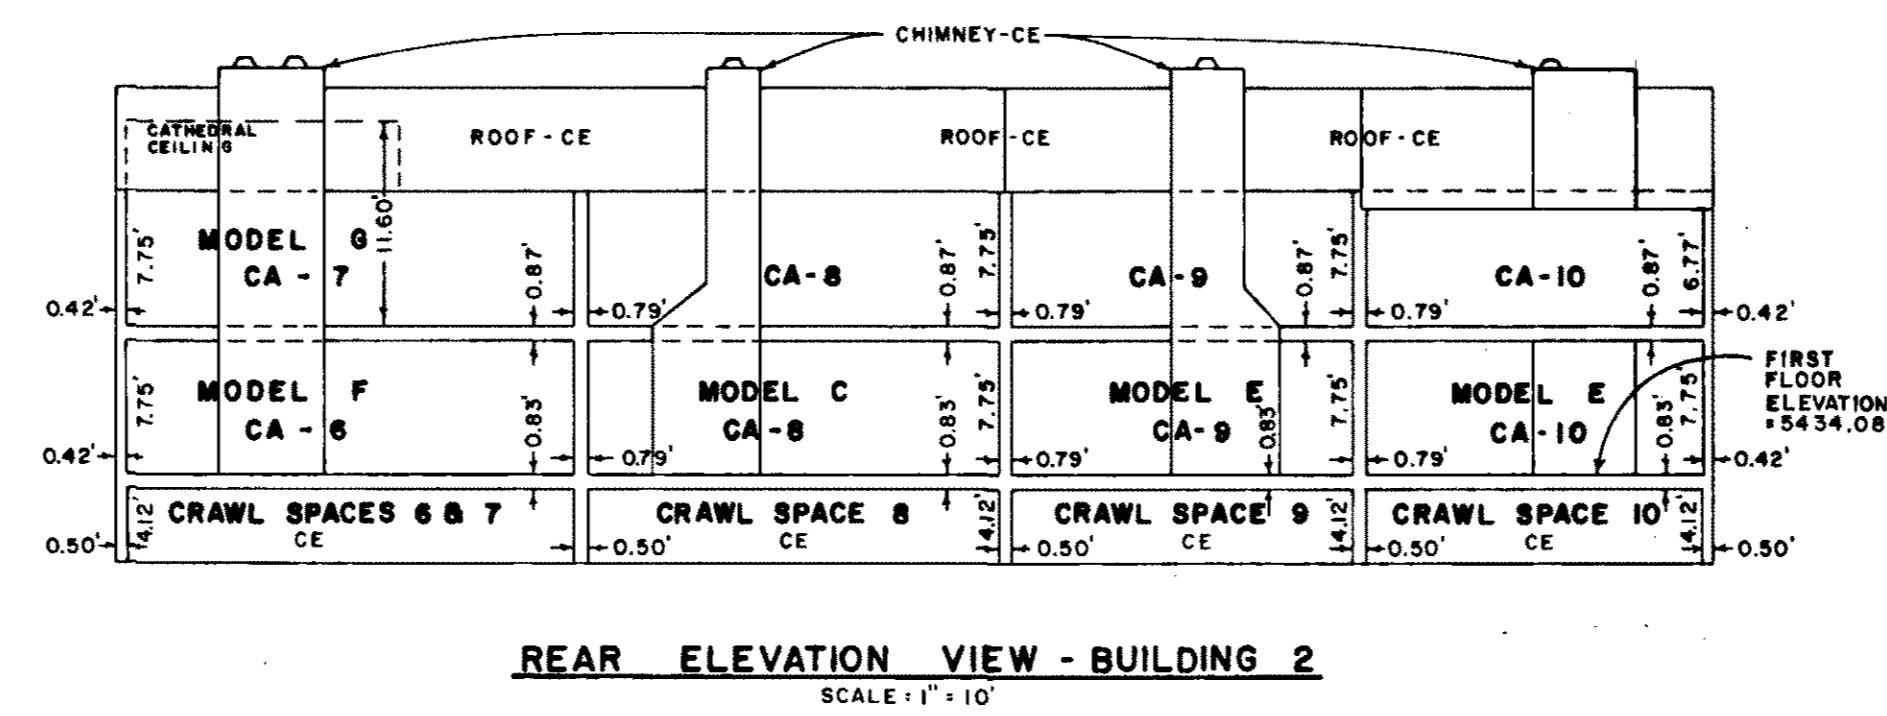 CHIMNEY-CE
CATHEDRAL
CEILING
ROOF-CE
ROOF-CE
ROOF-CE
11.60'
7.75'
MODEL G
CA-7
0.87'
CA-8
0.87'
7.75'
CA-9
0.87'
7.75'
CA-10
0.87'
6.77'
0.42'
0.79'
0.79'
0.79'
0.42'
7.75'
MODEL F
CA-6
0.83'
MODEL C
CA-8
0.83'
7.75'
MODEL E
CA-9
0.83'
7.75'
MODEL E
CA-10
0.83'
7.75'
FIRST
FLOOR
ELEVATION
=5434.08
0.42'
0.79'
0.79'
0.79'
0.42'
4.12'
CRAWL SPACES 6 & 7
CE
CRAWL SPACE 8
CE
4.12'
CRAWL SPACE 9
CE
4.12'
CRAWL SPACE 10
CE
4.12'
0.50'
0.50'
0.50'
0.50'
0.50'
REAR ELEVATION VIEW - BUILDING 2
SCALE: 1" = 10'